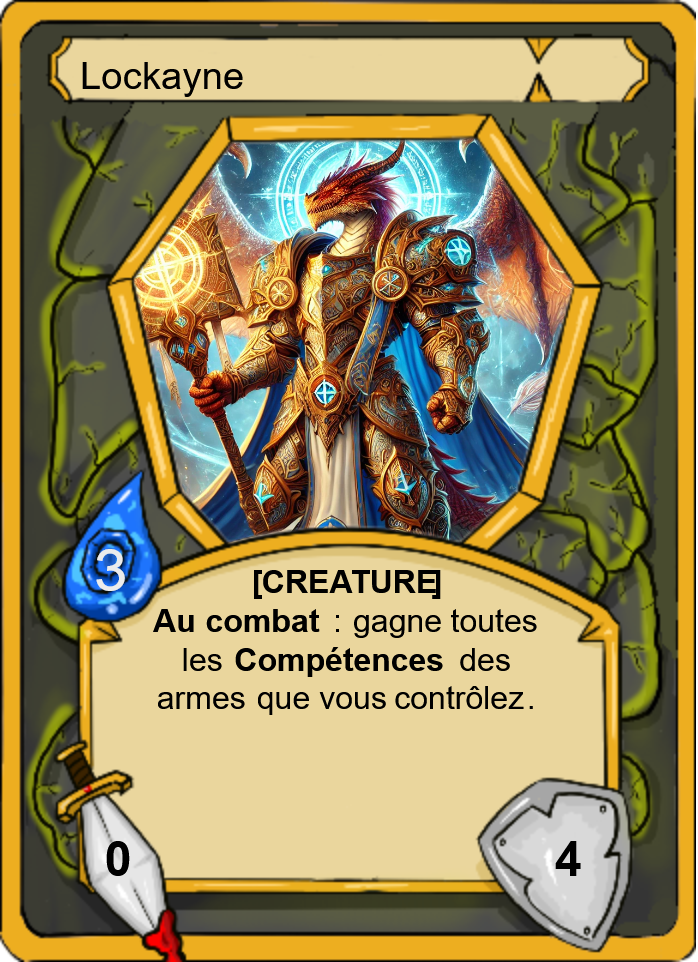 Lockayne
3
[CREATURE]
Au combat : gagne toutes
les Compétences des
armes que vous contrôlez.
0
4